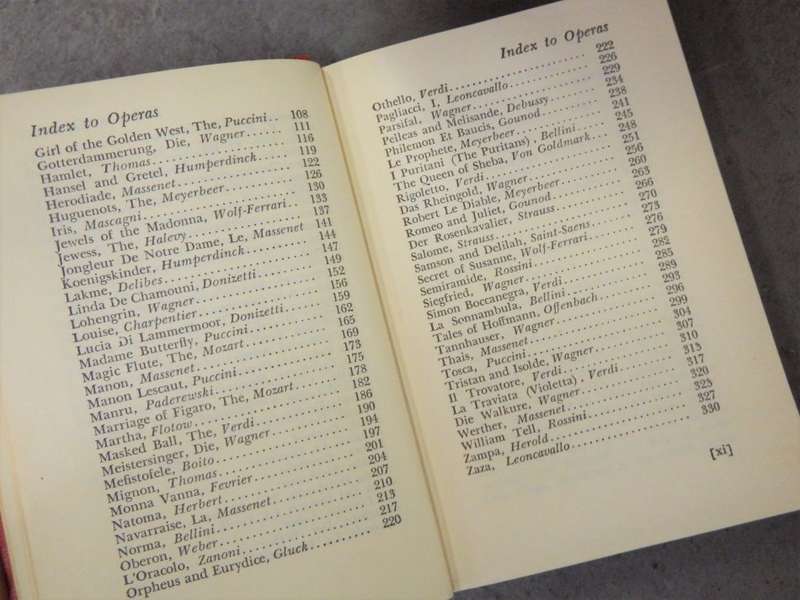 Index to Operas
Girl of the Golden West, The, Puccini.. 108
Gotterdammerung, Die, Wagner..... 111
Hamlet, Thomas.................... 116
Hansel and Gretel, Humperdinck..... 119
Herodiade, Massenet................ 122
Huguenots, The, Meyerbeer.......... 126
Iris, Mascagni..................... 130
Jewels of the Madonna, Wolf-Ferrari.. 133
Jewess, The, Halevy................ 137
Jongleur De Notre Dame, Le, Massenet 141
Koenigskinder, Humperdinck......... 144
Lakme, Delibes..................... 147
Linda De Chamouni, Donizetti....... 149
Lohengrin, Wagner.................. 152
Louise, Charpentier................ 156
Lucia Di Lammermoor, Donizetti..... 159
Madame Butterfly, Puccini.......... 162
Magic Flute, The, Mozart........... 165
Manon, Massenet.................... 169
Manon Lescaut, Puccini............. 173
Manru, Paderewski.................. 175
Marriage of Figaro, The, Mozart.... 178
Martha, Flotow..................... 182
Masked Ball, The, Verdi............ 186
Meistersinger, Die, Wagner......... 190
Mefistofele, Boito................. 194
Mignon, Thomas..................... 197
Monna Vanna, Fevrier............... 201
Natoma, Herbert.................... 204
Navarraise, La, Massenet........... 207
Norma, Bellini..................... 210
Oberon, Weber...................... 213
L'Oracolo, Zanoni.................. 217
Orpheus and Eurydice, Gluck........ 220
Index to Operas
Othello, Verdi..................... 222
Pagliacci, I, Leoncavallo.......... 226
Parsifal, Wagner................... 229
Pelleas and Melisande, Debussy..... 234
Philemon Et Baucis, Gounod......... 238
Le Prophete, Meyerbeer............. 241
I Puritani (The Puritans), Bellini.. 245
The Queen of Sheba, Von Goldmark... 248
Rigoletto, Verdi................... 251
Das Rheingold, Wagner.............. 256
Robert Le Diable, Meyerbeer........ 260
Romeo and Juliet, Gounod........... 263
Der Rosenkavalier, Strauss......... 266
Salome, Strauss.................... 270
Samson and Delilah, Saint-Saens.... 273
Secret of Susanne, Wolf-Ferrari.... 276
Semiramide, Rossini................ 279
Siegfried, Wagner.................. 282
Simon Boccanegra, Verdi............ 285
La Sonnambula, Bellini............. 289
Tales of Hoffmann, Offenbach....... 293
Tannhauser, Wagner................. 296
Thais, Massenet.................... 299
Tosca, Puccini..................... 304
Tristan and Isolde, Wagner......... 307
Il Trovatore, Verdi................ 310
La Traviata (Violetta), Verdi...... 313
Die Walkure, Wagner................ 317
Werther, Massenet.................. 320
William Tell, Rossini.............. 323
Zampa, Herold...................... 327
Zaza, Leoncavallo.................. 330
[xi]